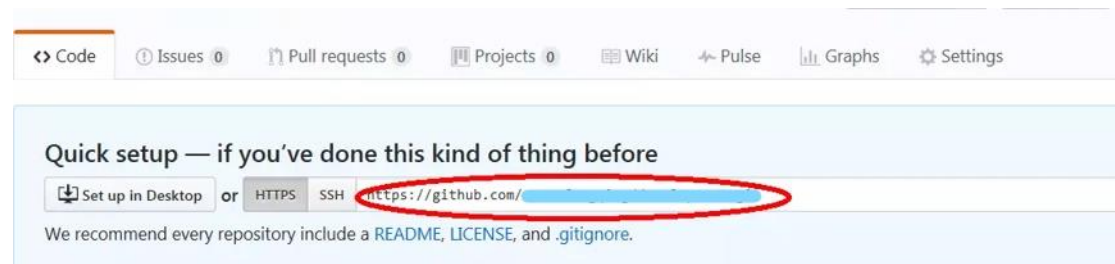 <> Code Issues 0 Pull requests 0 Projects 0 Wiki Pulse Graphs Settings
Quick setup — if you’ve done this kind of thing before
Set up in Desktop or HTTPS SSH https://github.com/
We recommend every repository include a README, LICENSE, and .gitignore.